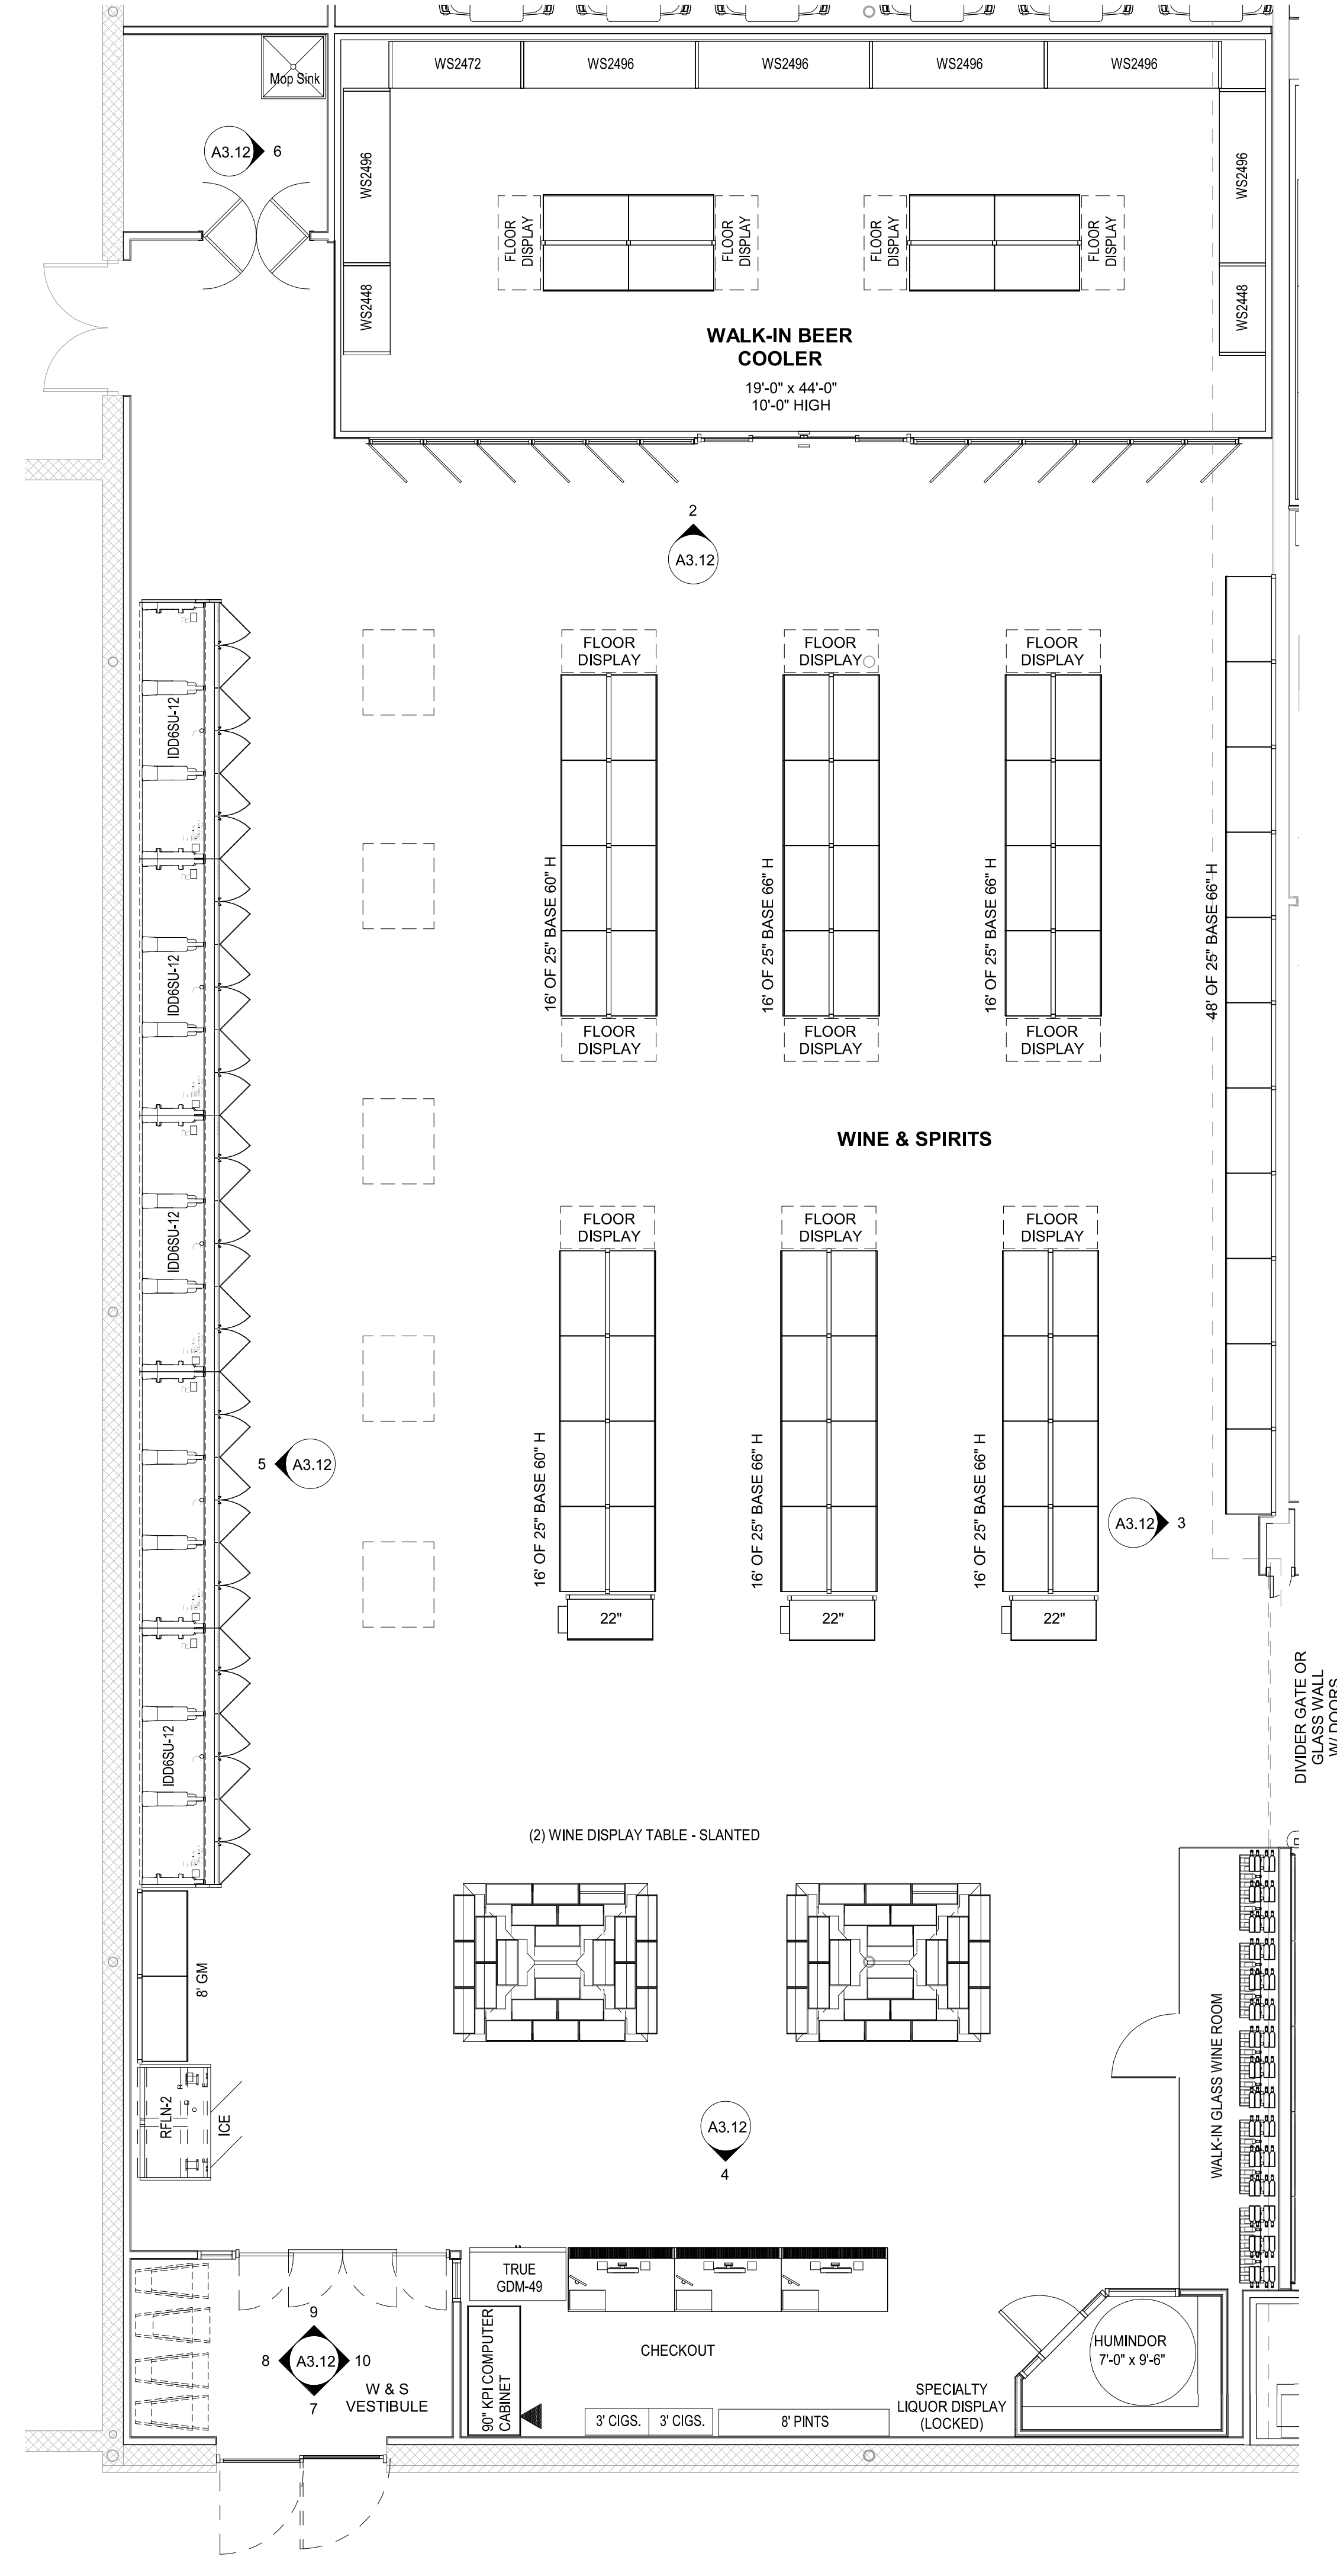 WS2472
WS2496
WS2496
WS2496
WS2496
Mop Sink
A3.12
6
WS2496
WS2448
WS2496
WS2448
FLOOR
DISPLAY
FLOOR
DISPLAY
FLOOR
DISPLAY
FLOOR
DISPLAY
WALK-IN BEER
COOLER
19'-0" x 44'-0"
10'-0" HIGH
2
A3.12
FLOOR
DISPLAY
FLOOR
DISPLAY
FLOOR
DISPLAY
IDD6SU-12
IDD6SU-12
IDD6SU-12
IDD6SU-12
16' OF 25" BASE 60" H
16' OF 25" BASE 66" H
16' OF 25" BASE 66" H
48' OF 25" BASE 66" H
FLOOR
DISPLAY
FLOOR
DISPLAY
FLOOR
DISPLAY
WINE & SPIRITS
FLOOR
DISPLAY
FLOOR
DISPLAY
FLOOR
DISPLAY
5
A3.12
16' OF 25" BASE 60" H
16' OF 25" BASE 66" H
16' OF 25" BASE 66" H
A3.12
3
22"
22"
22"
DIVIDER GATE OR
GLASS WALL
W/ DOORS
(2) WINE DISPLAY TABLE - SLANTED
8' GM
RFLN-2
ICE
WALK-IN GLASS WINE ROOM
A3.12
4
TRUE
GDM-49
9
8
A3.12
10
7
W & S
VESTIBULE
90" KPI COMPUTER
CABINET
CHECKOUT
3' CIGS.
3' CIGS.
8' PINTS
SPECIALTY
LIQUOR DISPLAY
(LOCKED)
HUMINDOR
7'-0" x 9'-6"